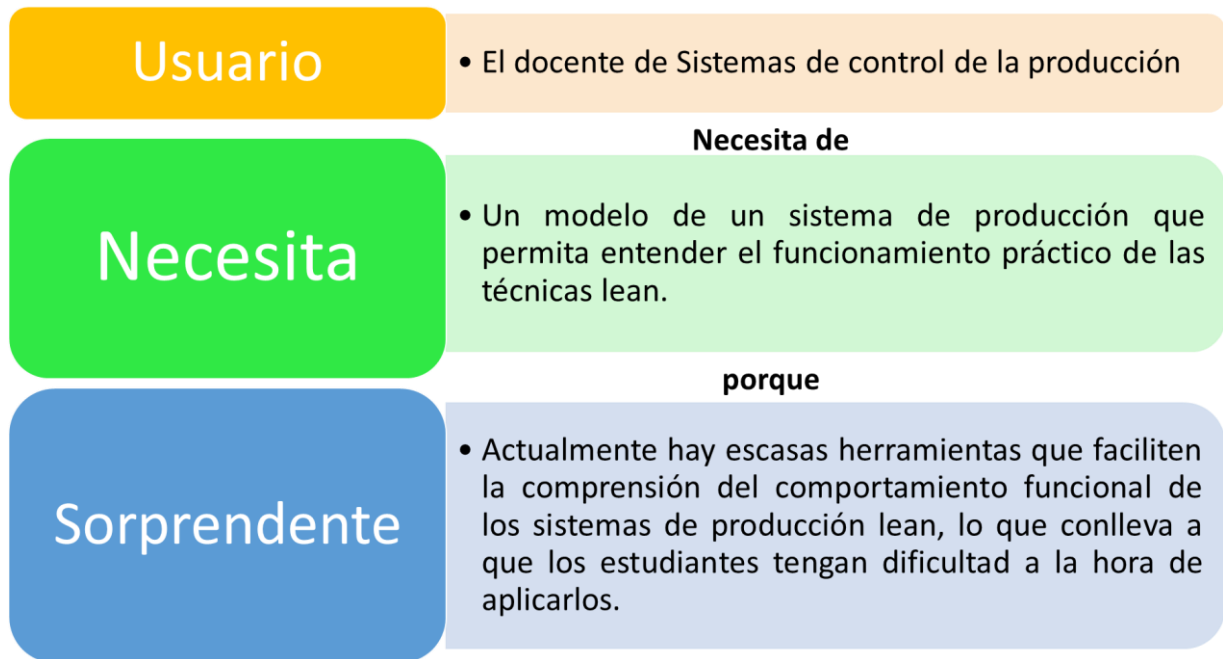 Usuario
• El docente de Sistemas de control de la producción
Necesita de
Necesita
• Un modelo de un sistema de producción que
permita entender el funcionamiento práctico de las
técnicas lean.
porque
Sorprendente
• Actualmente hay escasas herramientas que faciliten
la comprensión del comportamiento funcional de
los sistemas de producción lean, lo que conlleva a
que los estudiantes tengan dificultad a la hora de
aplicarlos.